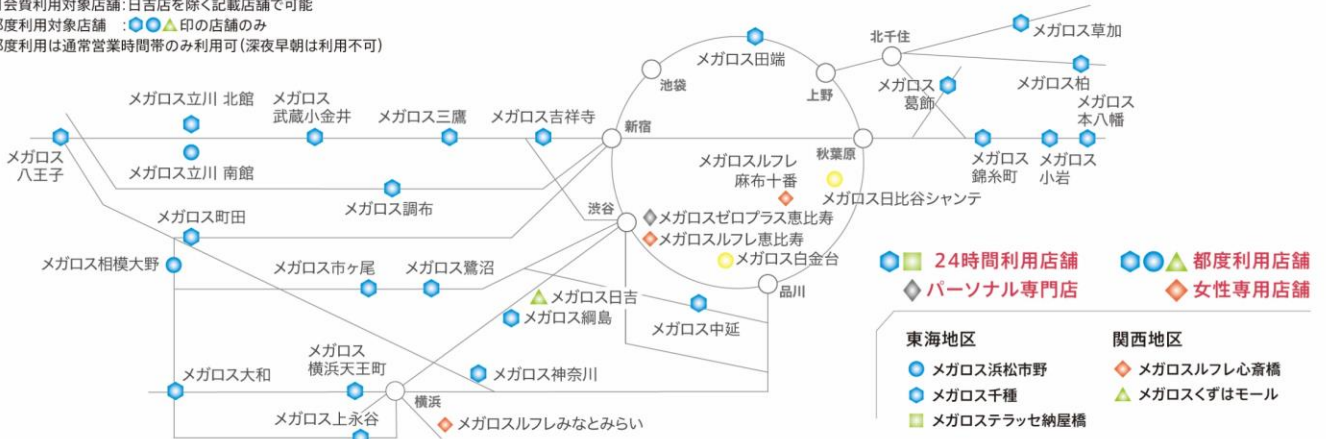 月会費利用対象店舗:日吉店を除く記載店舗で可能
都度利用対象店舗 :印の店舗のみ
都度利用は通常営業時間帯のみ利用可(深夜早朝は利用不可)
メガロス草加
北千住
メガロス田端
池袋
上野
メガロス
葛飾
メガロス柏
メガロス
本八幡
メガロス立川 北館
メガロス
武蔵小金井
メガロス三鷹
メガロス吉祥寺
新宿
秋葉原
メガロス
八王子
メガロス立川 南館
メガロス
錦糸町
メガロス
小岩
メガロスルフレ
麻布十番
メガロス日比谷シャンテ
メガロス調布
メガロス町田
渋谷
メガロスゼロプラス恵比寿
メガロスルフレ恵比寿
メガロス白金台
メガロス相模大野
メガロス市ヶ尾
メガロス鷺沼
品川
メガロス日吉
メガロス綱島
メガロス中延
メガロス大和
メガロス
横浜天王町
メガロス神奈川
横浜
メガロス上永谷
メガロスルフレみなとみらい
24時間利用店舗
都度利用店舗
パーソナル専門店
女性専用店舗
東海地区
メガロス浜松市野
メガロス千種
メガロステラッセ納屋橋
関西地区
メガロスルフレ心斎橋
メガロスくずはモール